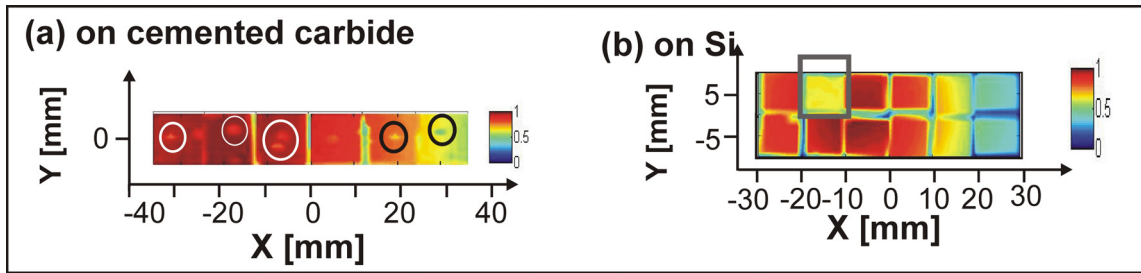 (a) on cemented carbide
Y [mm]
0
1
0.5
0
-40 -20 0 20 40
X [mm]
(b) on Si
Y [mm]
5
-5
1
0.5
0
-30 -20 -10 0 10 20 30
X [mm]